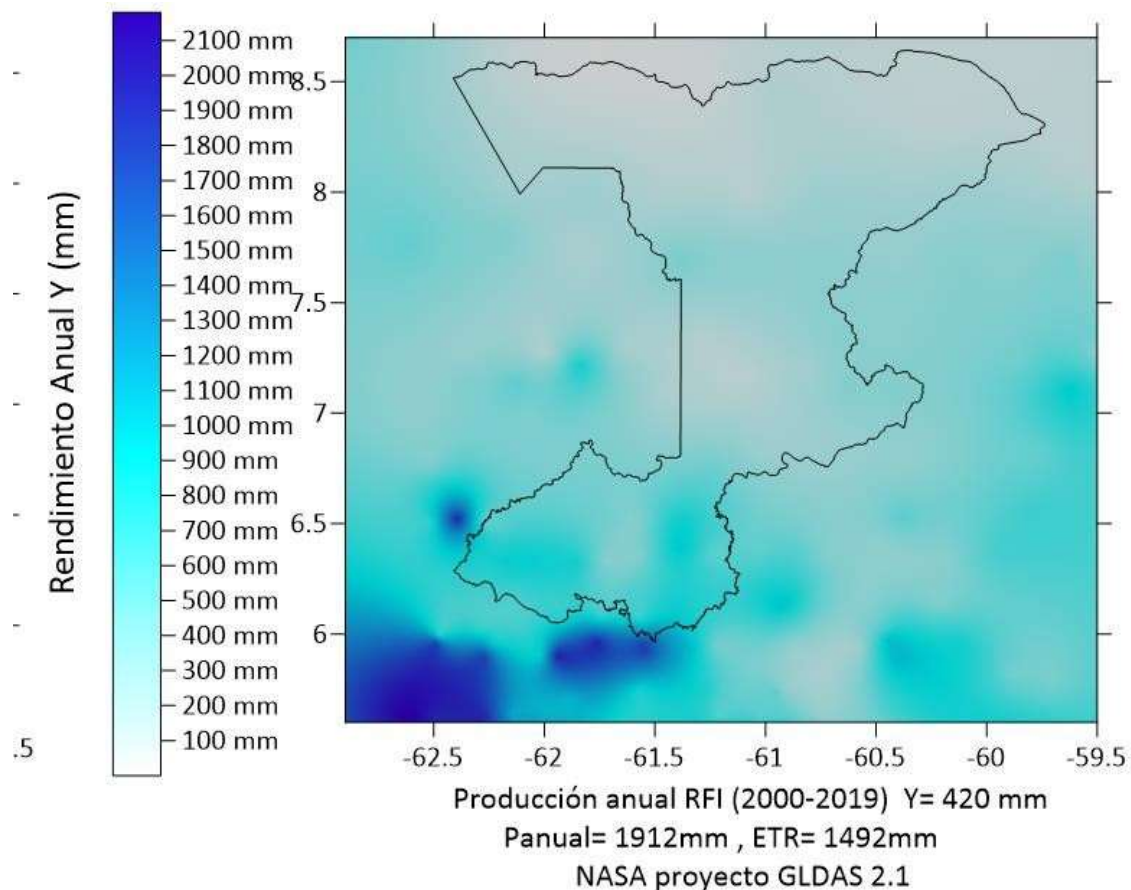 Rendimiento Anual Y (mm)
2100 mm
2000 mm
1900 mm
1800 mm
1700 mm
1600 mm
1500 mm
1400 mm
1300 mm
1200 mm
1100 mm
1000 mm
900 mm
800 mm
700 mm
600 mm
500 mm
400 mm
300 mm
200 mm
100 mm
.5
8.5
8
7.5
7
6.5
6
-62.5 -62 -61.5 -61 -60.5 -60 -59.5
Producción anual RFI (2000-2019) Y= 420 mm
Panual= 1912mm , ETR= 1492mm
NASA proyecto GLDAS 2.1